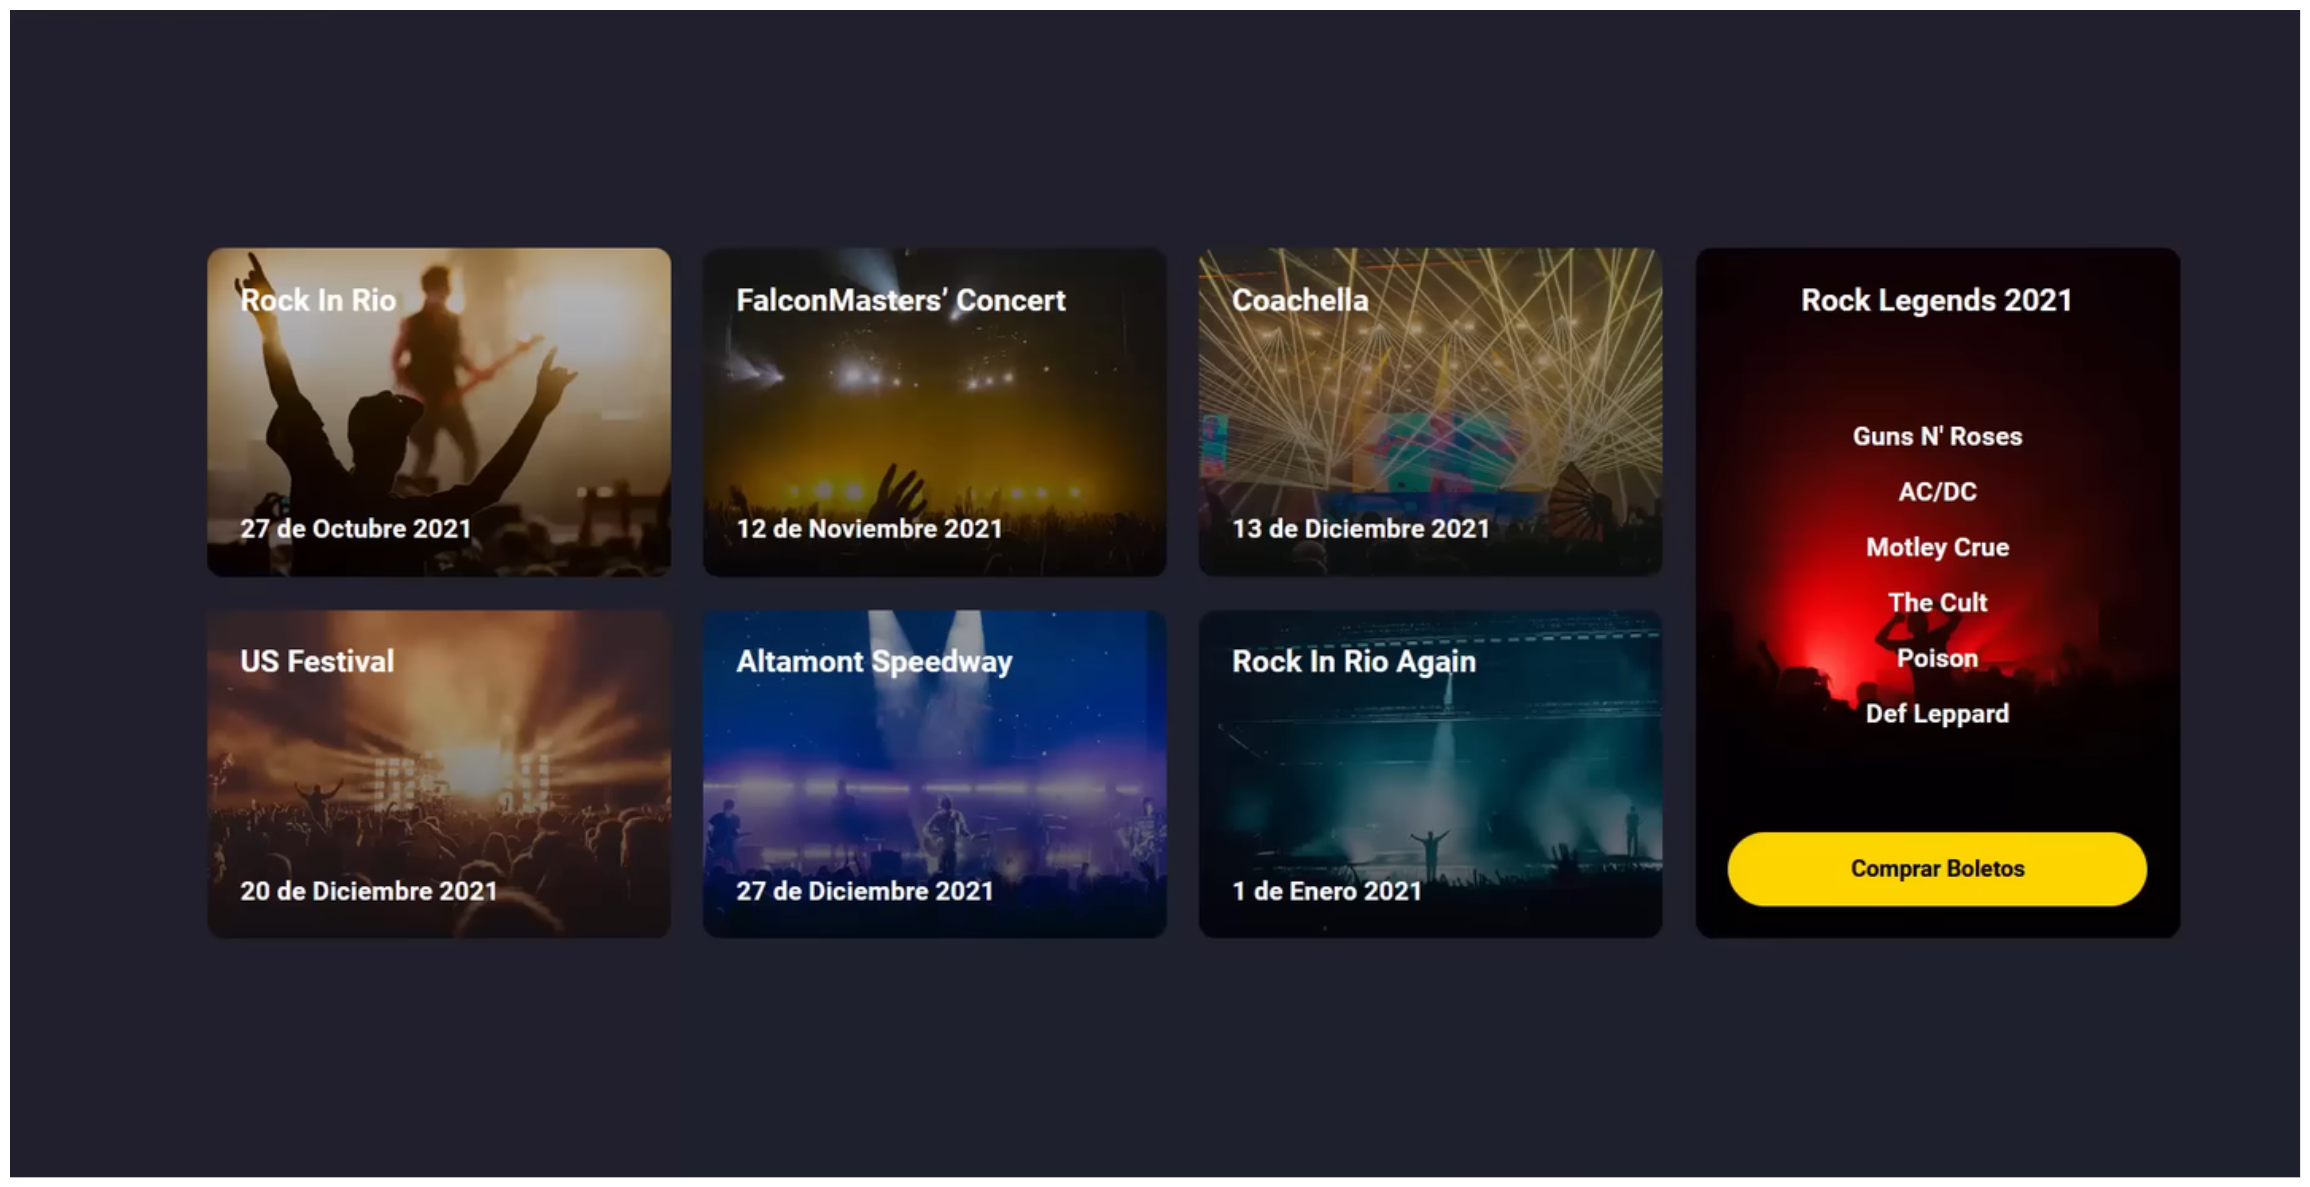 Rock In Rio
27 de Octubre 2021
FalconMasters’ Concert
12 de Noviembre 2021
Coachella
13 de Diciembre 2021
US Festival
20 de Diciembre 2021
Altamont Speedway
27 de Diciembre 2021
Rock In Rio Again
1 de Enero 2021
Rock Legends 2021
Guns N' Roses
AC/DC
Motley Crue
The Cult
Poison
Def Leppard
Comprar Boletos